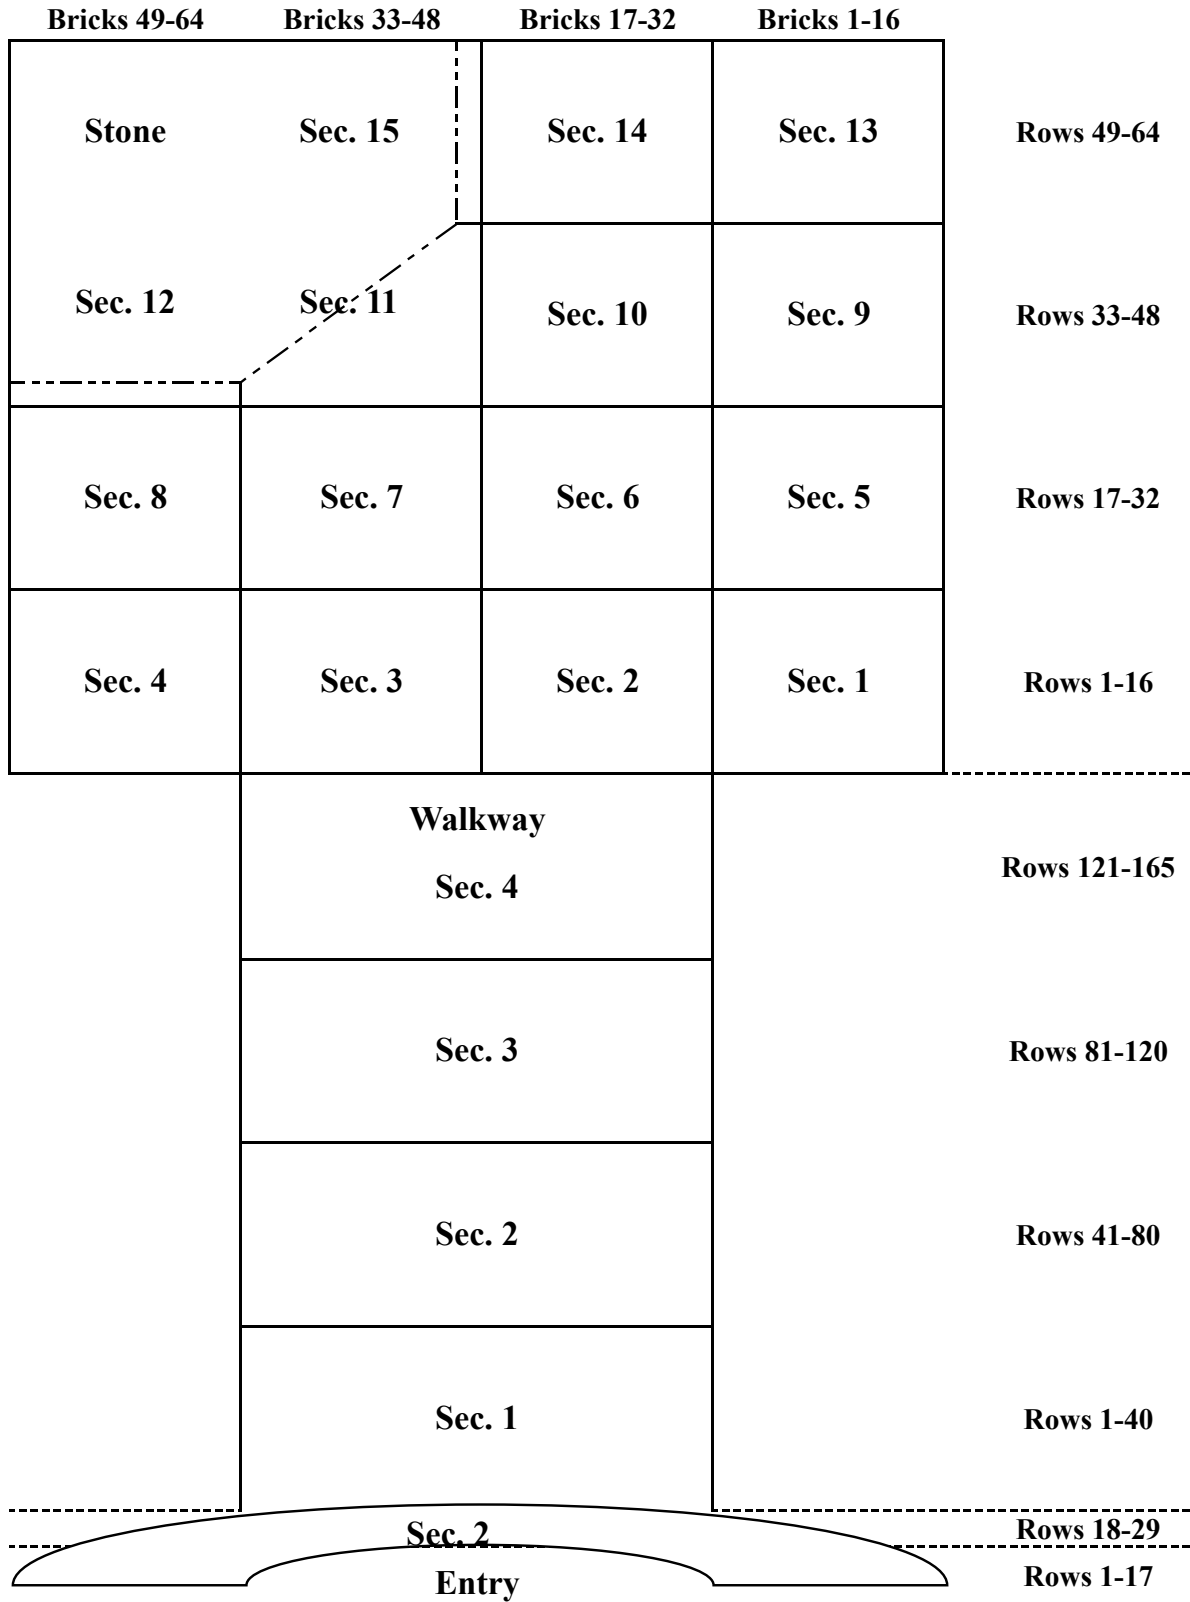 Bricks 49-64 Bricks 33-48 Bricks 17-32 Bricks 1-16
Stone Sec. 15 Sec. 14 Sec. 13 Rows 49-64
Sec. 12 Sec. 11 Sec. 10 Sec. 9 Rows 33-48
Sec. 8 Sec. 7 Sec. 6 Sec. 5 Rows 17-32
Sec. 4 Sec. 3 Sec. 2 Sec. 1 Rows 1-16
Walkway
Sec. 4 Rows 121-165
Sec. 3 Rows 81-120
Sec. 2 Rows 41-80
Sec. 1 Rows 1-40
Sec. 2 Rows 18-29
Entry Rows 1-17